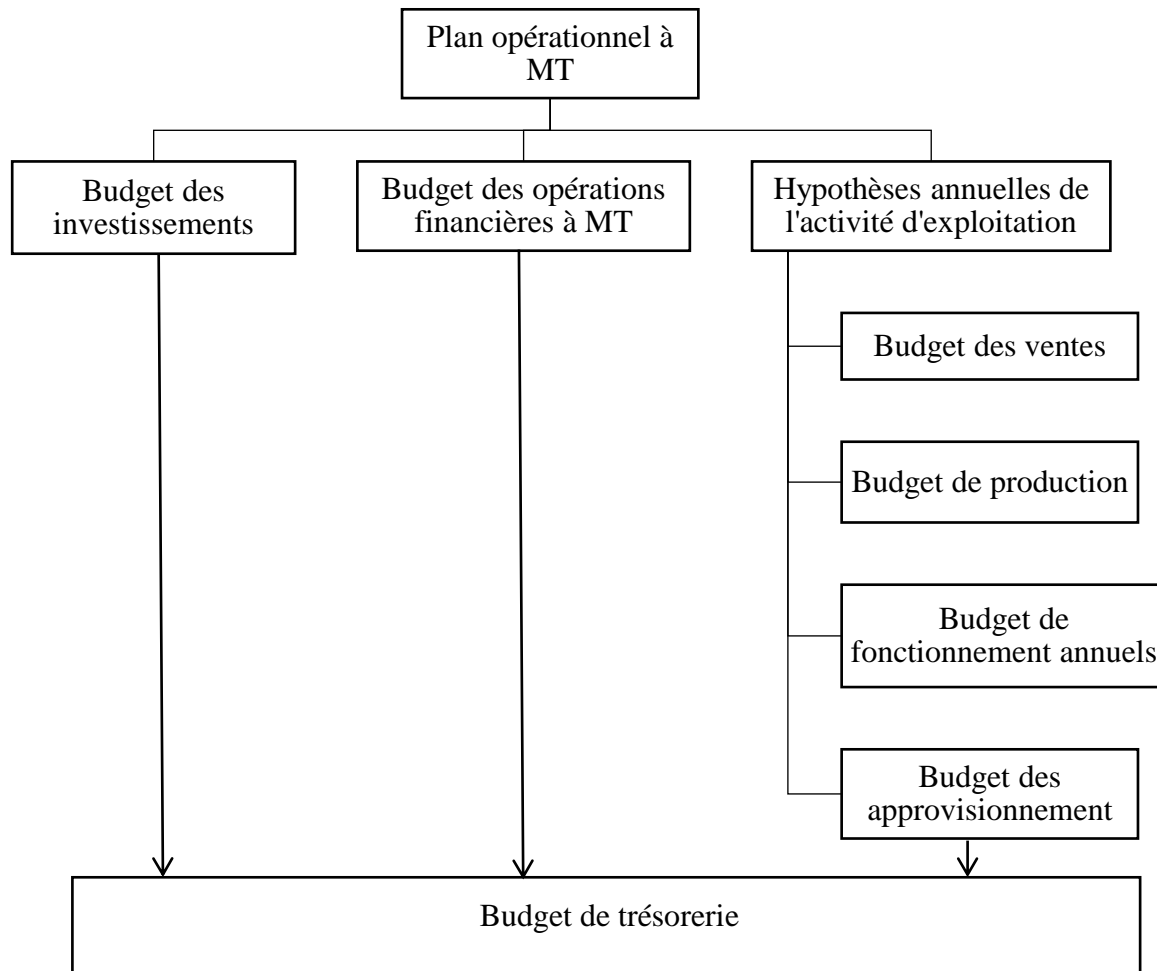 Plan opérationnel à
MT
Budget des
investissements
Budget des opérations
financières à MT
Hypothèses annuelles de
l'activité d'exploitation
Budget des ventes
Budget de production
Budget de
fonctionnement annuels
Budget des
approvisionnement
Budget de trésorerie